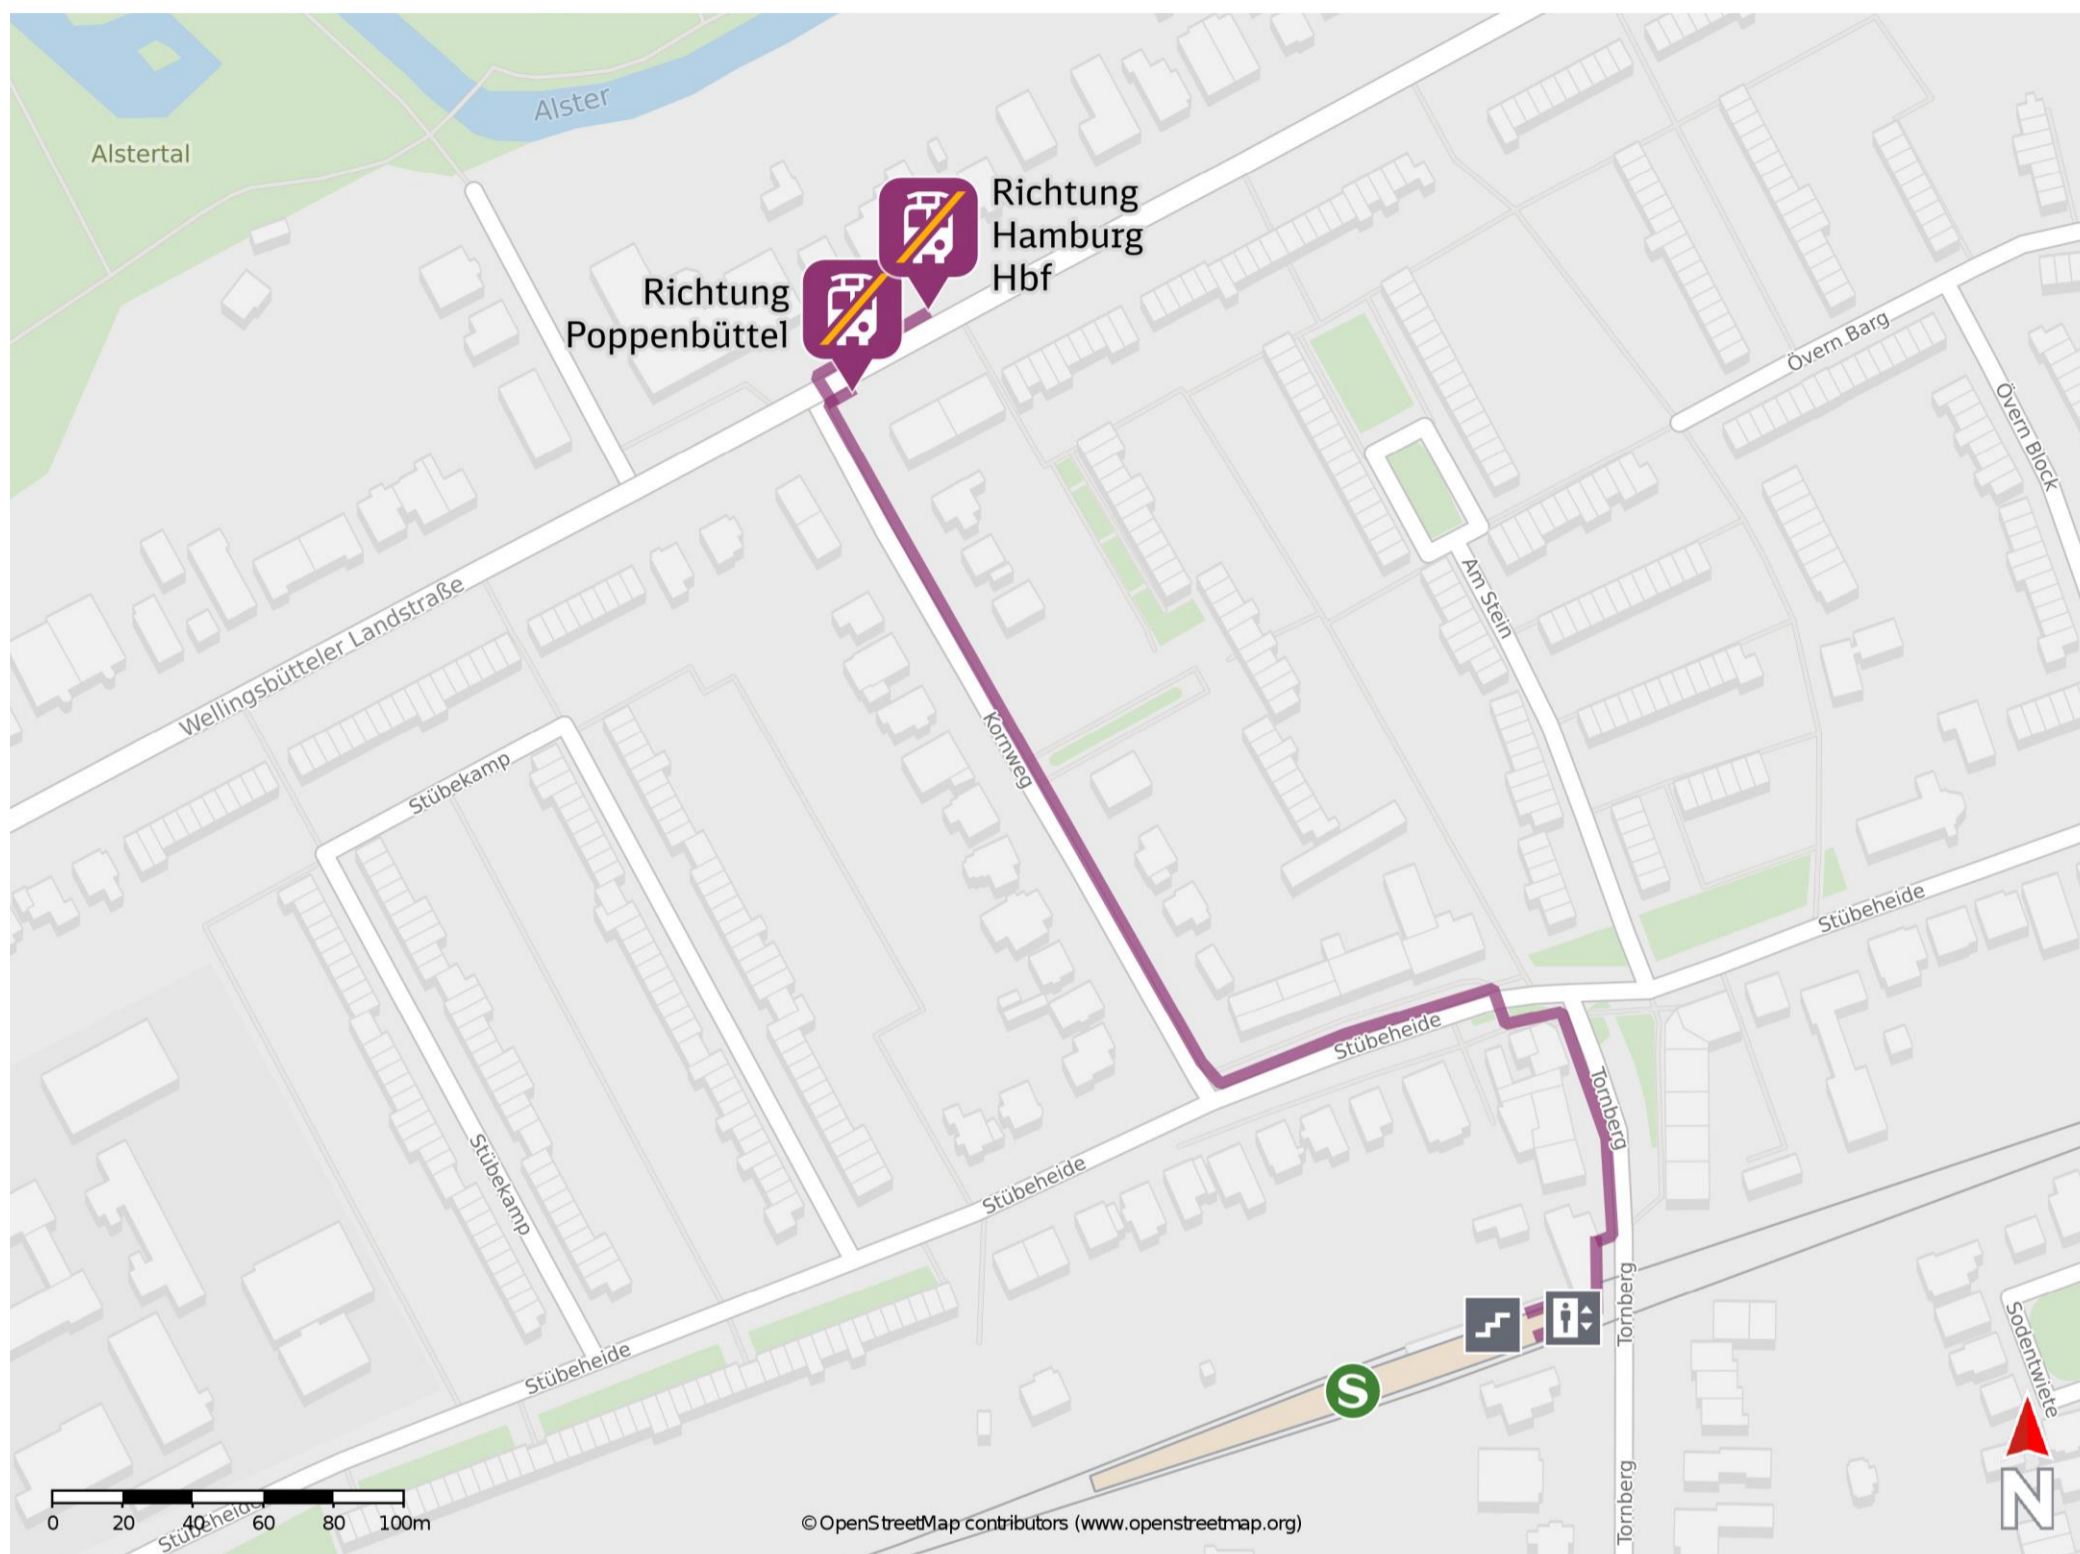 Alster
Alstertal
Richtung
Hamburg
Hbf
Richtung
Poppenbüttel
Övern Barg
Övern Block
Am Stein
Wellingsbütteler Landstraße
Kornweg
Stübekamp
Stübeheide
Stübeheide
Tornberg
Stübekamp
Stübeheide
Tornberg
Sodentwiete
Stübeheide
S
Tornberg
Stübeheide
0 20 40 60 80 100m
© OpenStreetMap contributors (www.openstreetmap.org)
N